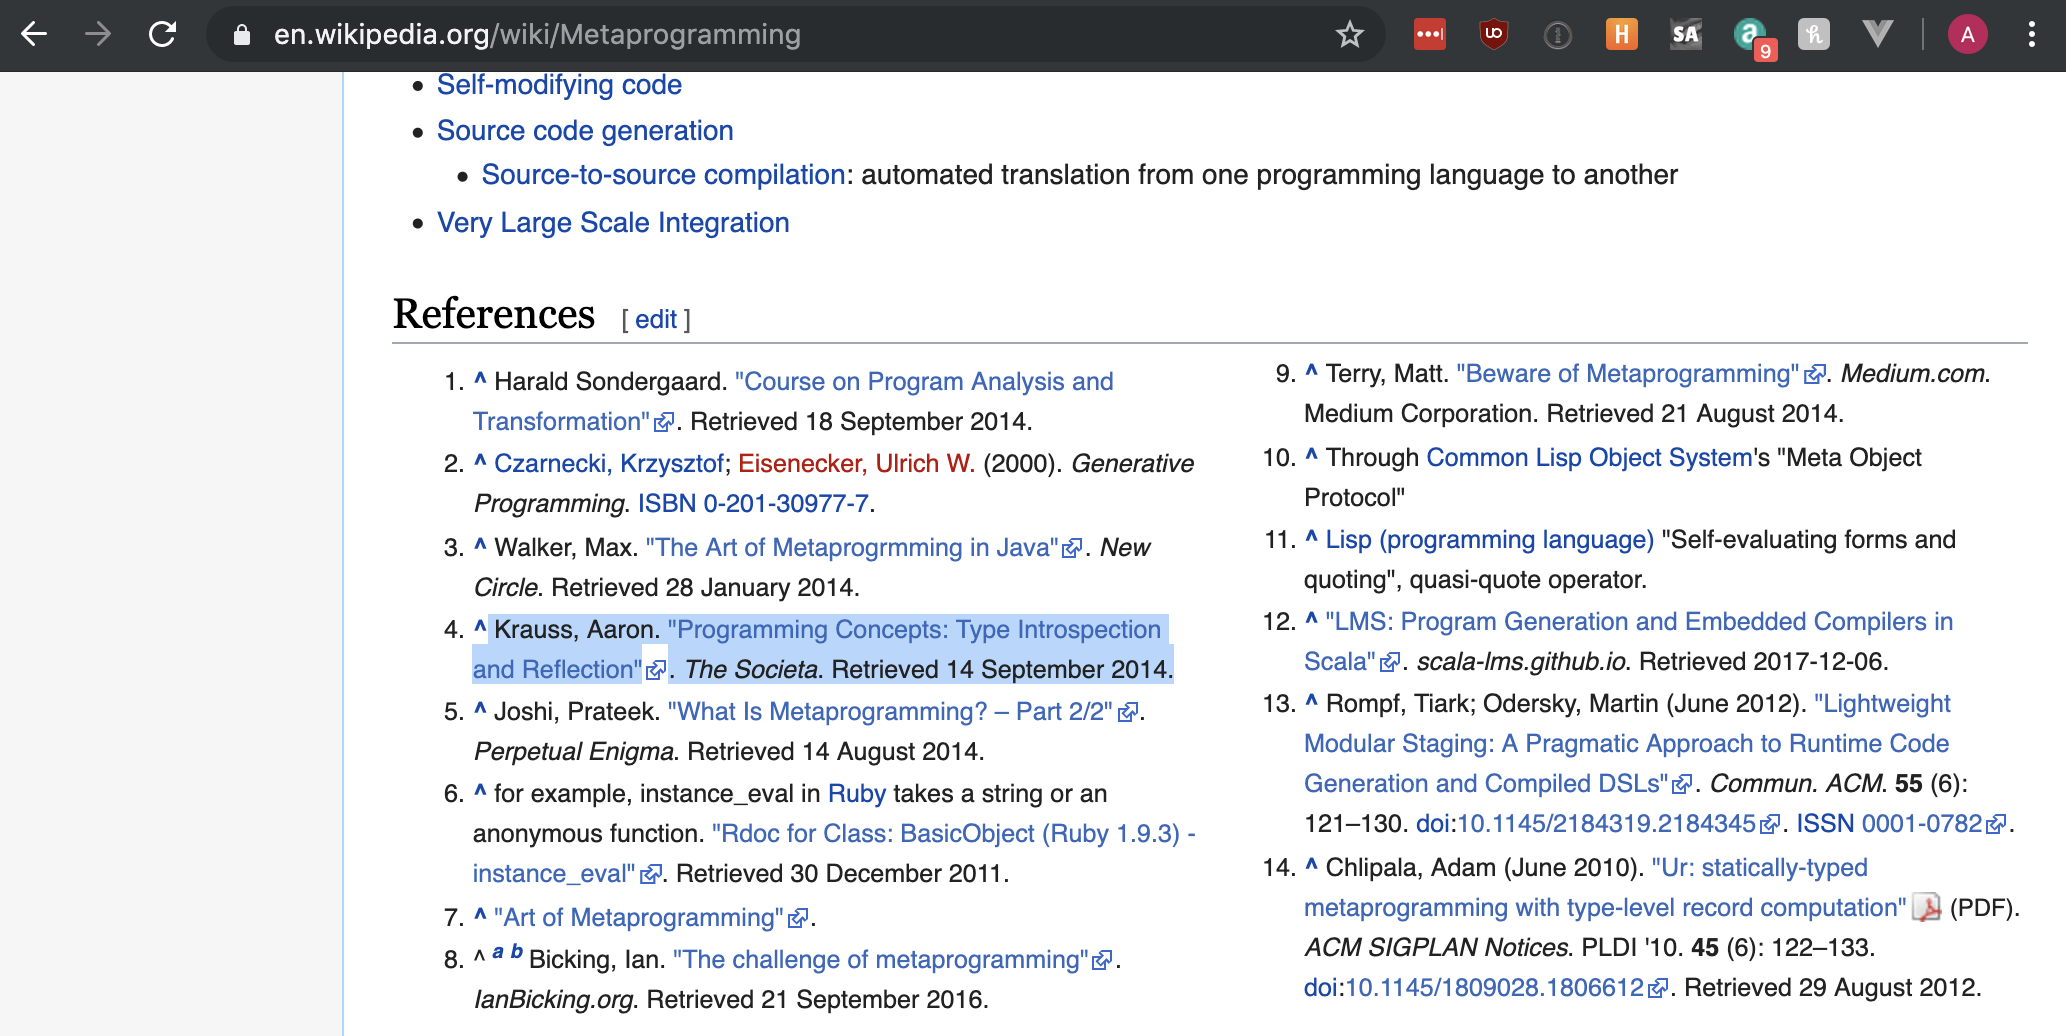 en.wikipedia.org/wiki/Metaprogramming
H
SA
a
9
h
A
• Self-modifying code
• Source code generation
• Source-to-source compilation: automated translation from one programming language to another
• Very Large Scale Integration
References [ edit ]
1. ^ Harald Sondergaard. "Course on Program Analysis and
Transformation". Retrieved 18 September 2014.
2. ^ Czarnecki, Krzysztof; Eisenecker, Ulrich W. (2000). Generative
Programming. ISBN 0-201-30977-7.
3. ^ Walker, Max. "The Art of Metaprogrmming in Java". New
Circle. Retrieved 28 January 2014.
4. ^ Krauss, Aaron. "Programming Concepts: Type Introspection
and Reflection". The Societa. Retrieved 14 September 2014.
5. ^ Joshi, Prateek. "What Is Metaprogramming? – Part 2/2".
Perpetual Enigma. Retrieved 14 August 2014.
6. ^ for example, instance_eval in Ruby takes a string or an
anonymous function. "Rdoc for Class: BasicObject (Ruby 1.9.3) -
instance_eval". Retrieved 30 December 2011.
7. ^ "Art of Metaprogramming".
8. ^ a b Bicking, Ian. "The challenge of metaprogramming".
IanBicking.org. Retrieved 21 September 2016.
9. ^ Terry, Matt. "Beware of Metaprogramming". Medium.com.
Medium Corporation. Retrieved 21 August 2014.
10. ^ Through Common Lisp Object System's "Meta Object
Protocol"
11. ^ Lisp (programming language) "Self-evaluating forms and
quoting", quasi-quote operator.
12. ^ "LMS: Program Generation and Embedded Compilers in
Scala". scala-lms.github.io. Retrieved 2017-12-06.
13. ^ Rompf, Tiark; Odersky, Martin (June 2012). "Lightweight
Modular Staging: A Pragmatic Approach to Runtime Code
Generation and Compiled DSLs". Commun. ACM. 55 (6):
121–130. doi:10.1145/2184319.2184345. ISSN 0001-0782.
14. ^ Chlipala, Adam (June 2010). "Ur: statically-typed
metaprogramming with type-level record computation" (PDF).
ACM SIGPLAN Notices. PLDI '10. 45 (6): 122–133.
doi:10.1145/1809028.1806612. Retrieved 29 August 2012.